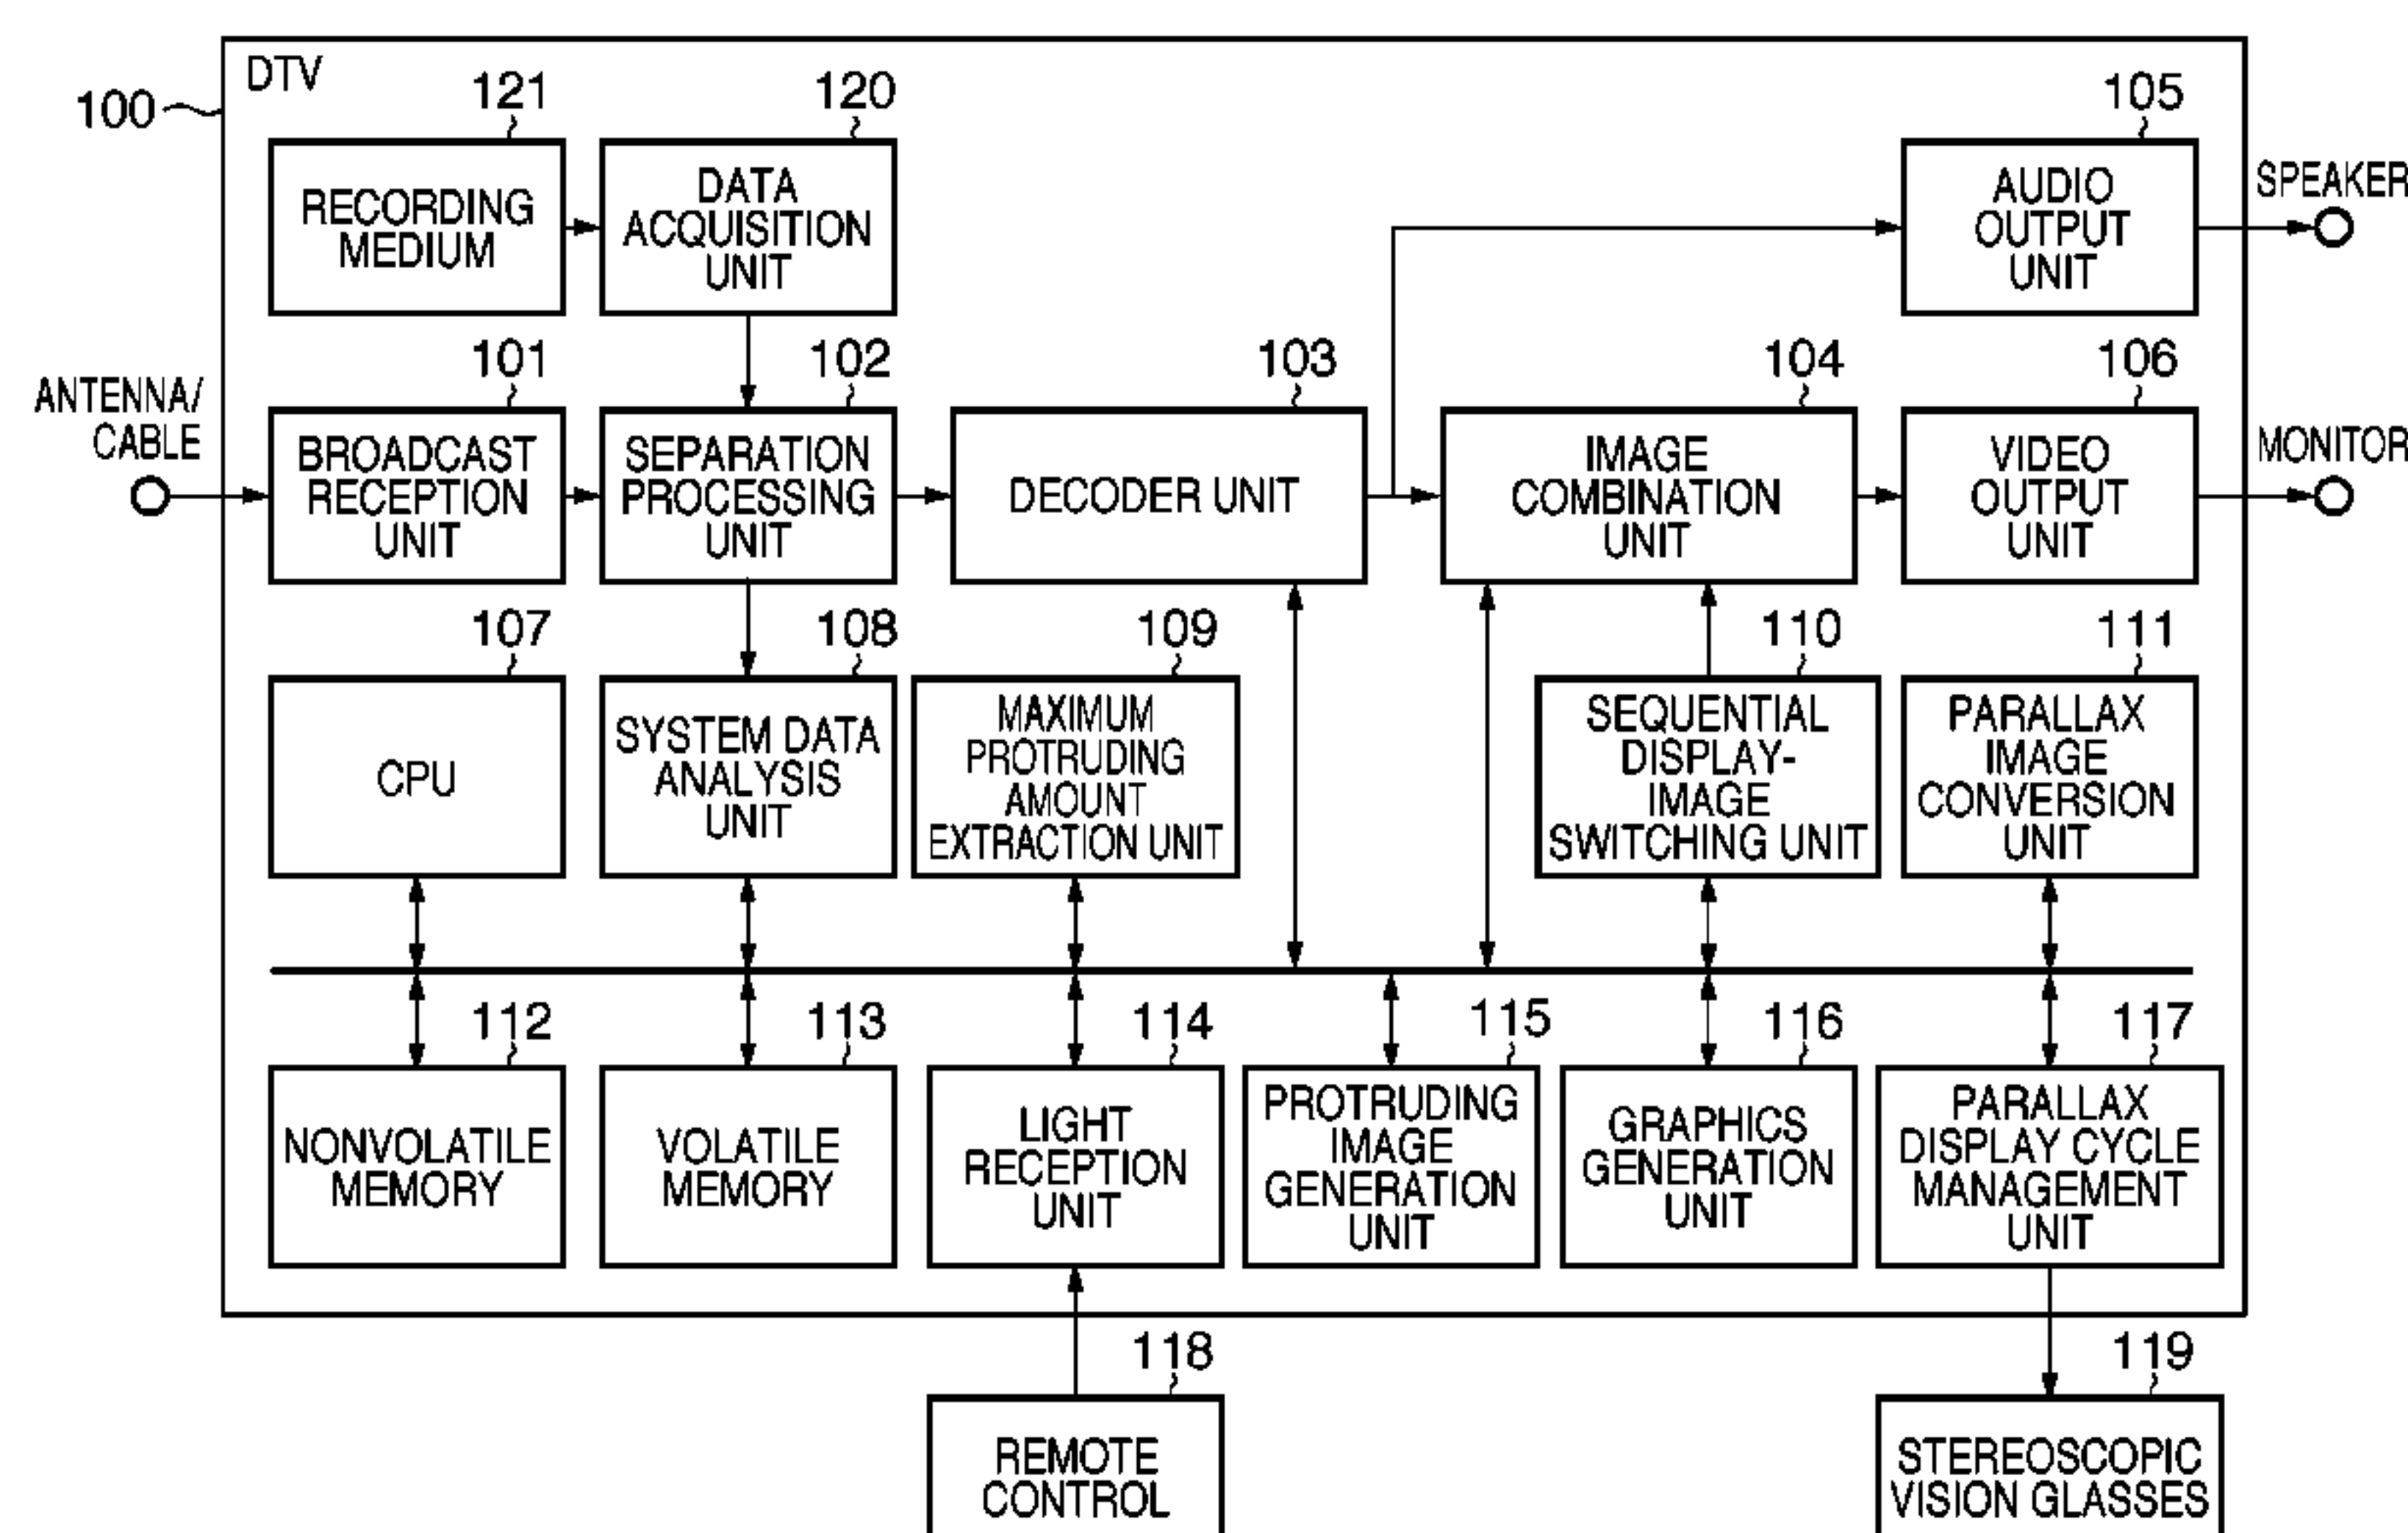 DTV
100
121
120
105
RECORDING
MEDIUM
DATA
ACQUISITION
UNIT
AUDIO
OUTPUT
UNIT
SPEAKER
101
102
103
104
106
ANTENNA/
CABLE
BROADCAST
RECEPTION
UNIT
SEPARATION
PROCESSING
UNIT
DECODER UNIT
IMAGE
COMBINATION
UNIT
VIDEO
OUTPUT
UNIT
MONITOR
107
108
109
110
111
CPU
SYSTEM DATA
ANALYSIS
UNIT
MAXIMUM
PROTRUDING
AMOUNT
EXTRACTION UNIT
SEQUENTIAL
DISPLAY-
IMAGE
SWITCHING UNIT
PARALLAX
IMAGE
CONVERSION
UNIT
112
113
114
115
116
117
NONVOLATILE
MEMORY
VOLATILE
MEMORY
LIGHT
RECEPTION
UNIT
PROTRUDING
IMAGE
GENERATION
UNIT
GRAPHICS
GENERATION
UNIT
PARALLAX
DISPLAY CYCLE
MANAGEMENT
UNIT
118
119
REMOTE
CONTROL
STEREOSCOPIC
VISION GLASSES